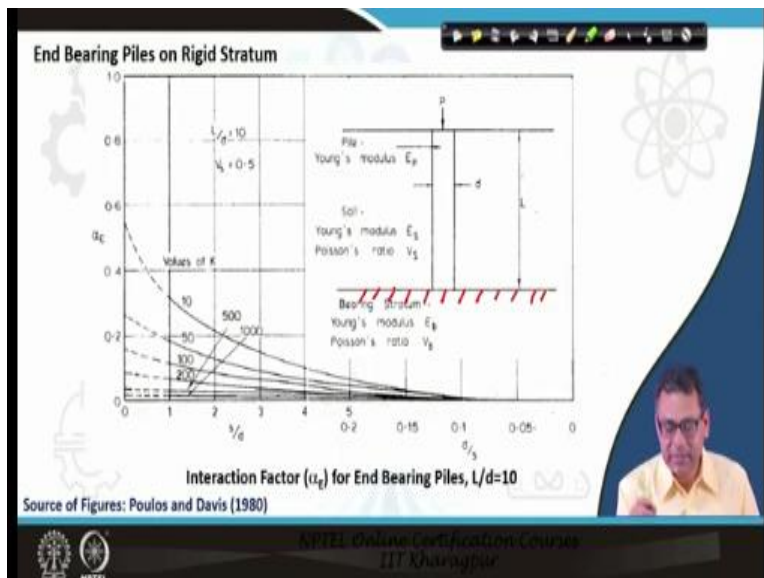 End Bearing Piles on Rigid Stratum
1·0
0·8
0·6
αE
0·4
0·2
0
L/d = 10
νs = 0·5
Values of K
10
50
100
200
500
1000
0 1 2 3 4 5
s/d
0·2 0·15 0·1 0·05 0
d/s
P
Pile -
Young's modulus Ep
d
L
Soil -
Young's modulus Es
Poisson's ratio νs
Bearing Stratum
Young's modulus Eb
Poisson's ratio νb
Interaction Factor (αE) for End Bearing Piles, L/d=10
Source of Figures: Poulos and Davis (1980)
NPTEL Online Certification Courses
IIT Kharagpur
NPTEL